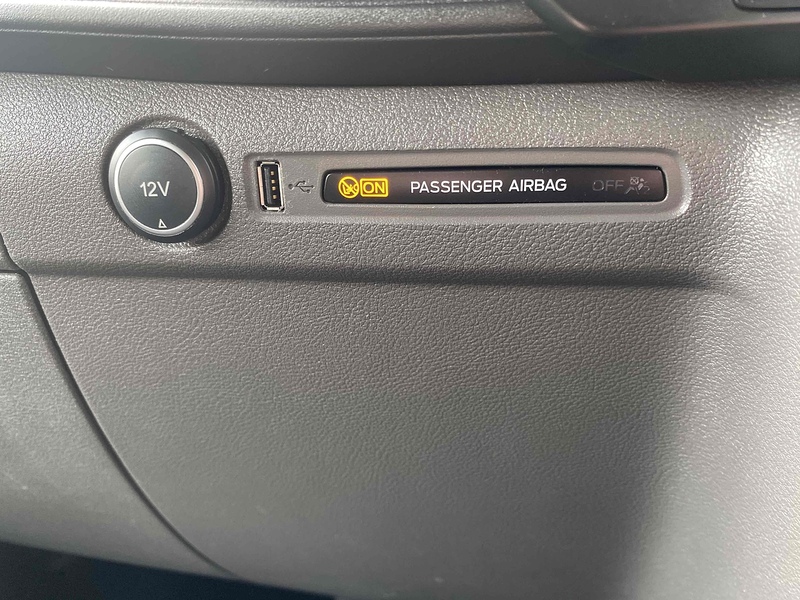 12V
ON PASSENGER AIRBAG OFF